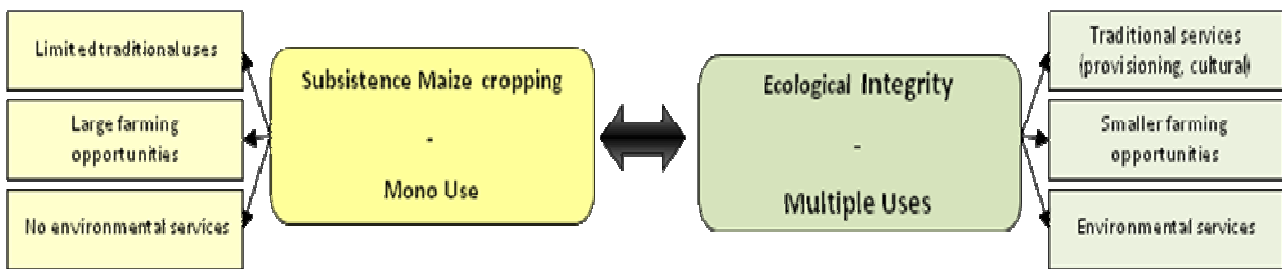 Limited traditional uses
Large farming
opportunities
No environmental services
Subsistence Maize cropping
-
Mono Use
Ecological Integrity
-
Multiple Uses
Traditional services
(provisioning, cultural)
Smaller farming
opportunities
Environmental services